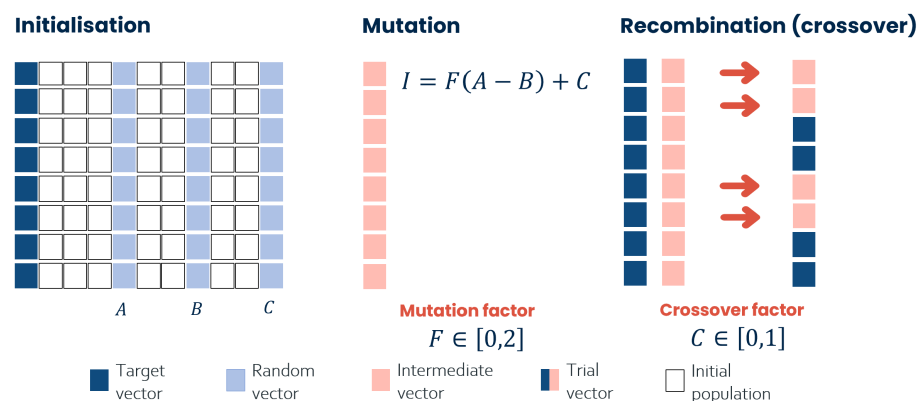 Initialisation
Mutation
Recombination (crossover)
I = F(A − B) + C
A
B
C
Mutation factor
F ∈ [0,2]
Crossover factor
C ∈ [0,1]
Target
vector
Random
vector
Intermediate
vector
Trial
vector
Initial
population